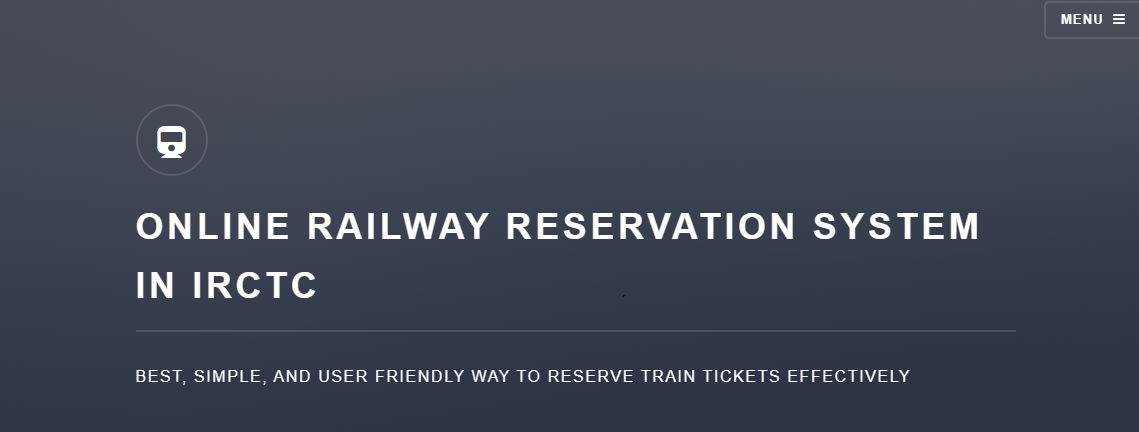 MENU
ONLINE RAILWAY RESERVATION SYSTEM
IN IRCTC
BEST, SIMPLE, AND USER FRIENDLY WAY TO RESERVE TRAIN TICKETS EFFECTIVELY